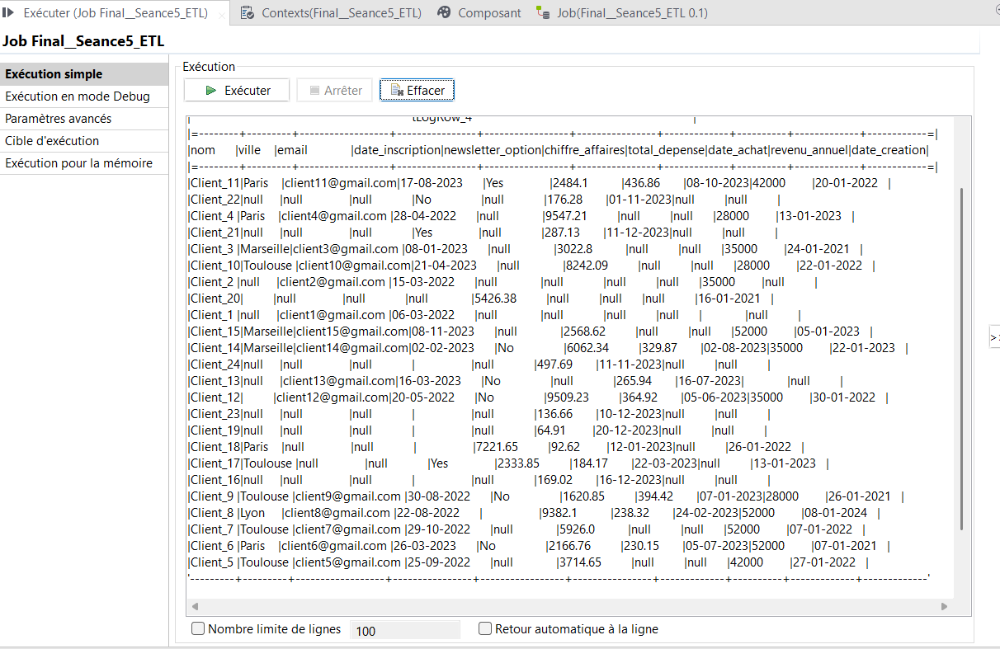 Exécuter (Job Final__Seance5_ETL) Contexts(Final__Seance5_ETL) Composant Job(Final__Seance5_ETL 0.1)
Job Final__Seance5_ETL
Exécution simple
Exécution en mode Debug
Paramètres avancés
Cible d'exécution
Exécution pour la mémoire
Exécution
Exécuter Arrêter Effacer
| tLogRow_4 |
|=--------+---------+-----------------+----------------+-----------------+----------------+-------------+----------+-------------+------------=|
|nom |ville |email |date_inscription|newsletter_option|chiffre_affaires|total_depense|date_achat|revenu_annuel|date_creation|
|=--------+---------+-----------------+----------------+-----------------+----------------+-------------+----------+-------------+------------=|
|Client_11|Paris |client11@gmail.com|17-08-2023 |Yes |2484.1 |436.86 |08-10-2023|42000 |20-01-2022 |
|Client_22|null |null |null |No |null |176.28 |01-11-2023|null |null |
|Client_4 |Paris |client4@gmail.com |28-04-2022 |null |9547.21 |null |null |28000 |13-01-2023 |
|Client_21|null |null |null |Yes |null |287.13 |11-12-2023|null |null |
|Client_3 |Marseille|client3@gmail.com |08-01-2023 |null |3022.8 |null |null |35000 |24-01-2021 |
|Client_10|Toulouse |client10@gmail.com|21-04-2023 |null |8242.09 |null |null |28000 |22-01-2022 |
|Client_2 |null |client2@gmail.com |15-03-2022 |null |null |null |null |35000 |null |
|Client_20| |null |null |null |5426.38 |null |null |null |16-01-2021 |
|Client_1 |null |client1@gmail.com |06-03-2022 |null |null |null |null | |null |
|Client_15|Marseille|client15@gmail.com|08-11-2023 |null |2568.62 |null |null |52000 |05-01-2023 |
|Client_14|Marseille|client14@gmail.com|02-02-2023 |No |6062.34 |329.87 |02-08-2023|35000 |22-01-2023 |
|Client_24|null |null |null | |null |497.69 |11-11-2023|null |null |
|Client_13|null |client13@gmail.com|16-03-2023 |No |null |265.94 |16-07-2023| |null |
|Client_12| |client12@gmail.com|20-05-2022 |No |9509.23 |364.92 |05-06-2023|35000 |30-01-2022 |
|Client_23|null |null |null | |null |136.66 |10-12-2023|null |null |
|Client_19|null |null |null | |null |64.91 |20-12-2023|null |null |
|Client_18|Paris |null |null | |7221.65 |92.62 |12-01-2023|null |26-01-2022 |
|Client_17|Toulouse |null |null |Yes |2333.85 |184.17 |22-03-2023|null |13-01-2023 |
|Client_16|null |null |null | |null |169.02 |16-12-2023|null |null |
|Client_9 |Toulouse |client9@gmail.com |30-08-2022 |No |1620.85 |394.42 |07-01-2023|28000 |26-01-2021 |
|Client_8 |Lyon |client8@gmail.com |22-08-2022 | |9382.1 |238.32 |24-02-2023|52000 |08-01-2024 |
|Client_7 |Toulouse |client7@gmail.com |29-10-2022 |null |5926.0 |null |null |52000 |07-01-2022 |
|Client_6 |Paris |client6@gmail.com |26-03-2023 |No |2166.76 |230.15 |05-07-2023|52000 |07-01-2021 |
|Client_5 |Toulouse |client5@gmail.com |25-09-2022 |null |3714.65 |null |null |42000 |27-01-2022 |
'---------+---------+------------------+----------------+-----------------+----------------+-------------+----------+-------------+-------------'
Nombre limite de lignes 100 Retour automatique à la ligne